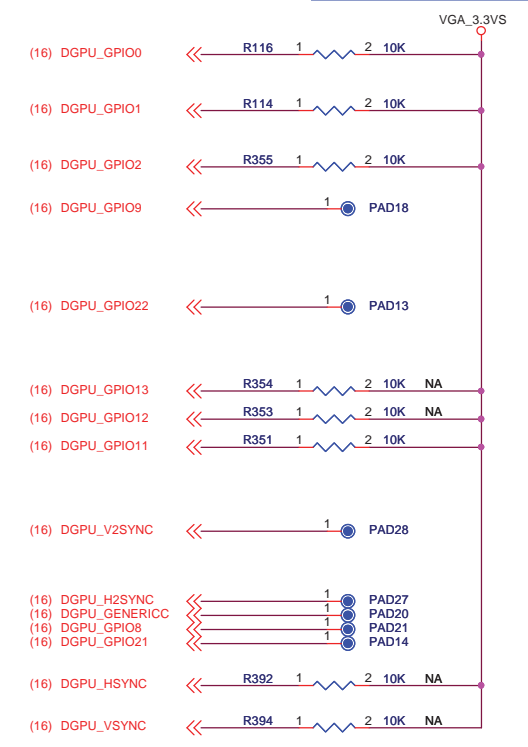 VGA_3.3VS
(16) DGPU_GPIO0 R116 1 2 10K
(16) DGPU_GPIO1 R114 1 2 10K
(16) DGPU_GPIO2 R355 1 2 10K
(16) DGPU_GPIO9 1 PAD18
(16) DGPU_GPIO22 1 PAD13
(16) DGPU_GPIO13 R354 1 2 10K NA
(16) DGPU_GPIO12 R353 1 2 10K NA
(16) DGPU_GPIO11 R351 1 2 10K
(16) DGPU_V2SYNC 1 PAD28
(16) DGPU_H2SYNC 1 PAD27
(16) DGPU_GENERICC 1 PAD20
(16) DGPU_GPIO8 1 PAD21
(16) DGPU_GPIO21 1 PAD14
(16) DGPU_HSYNC R392 1 2 10K NA
(16) DGPU_VSYNC R394 1 2 10K NA